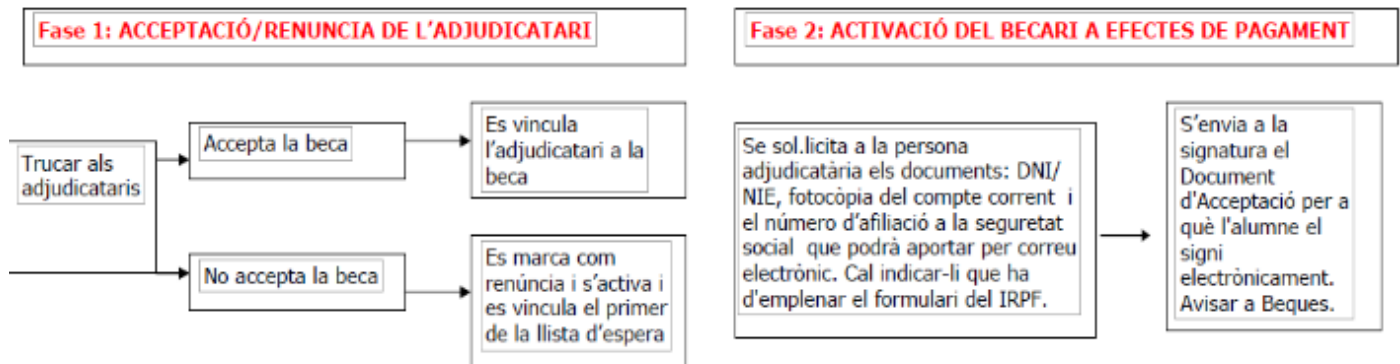 Fase 1: ACCEPTACIÓ/RENUNCIA DE L'ADJUDICATARI
Fase 2: ACTIVACIÓ DEL BECARI A EFECTES DE PAGAMENT
Trucar als
adjudicataris
Accepta la beca
Es vincula
l'adjudicatari a la
beca
No accepta la beca
Es marca com
renúncia i s'activa i
es vincula el primer
de la llista d'espera
Se sol.licita a la persona
adjudicatària els documents: DNI/
NIE, fotocòpia del compte corrent i
el número d'afiliació a la seguretat
social que podrà aportar per correu
electrònic. Cal indicar-li que ha
d'emplenar el formulari del IRPF.
S'envia a la
signatura el
Document
d'Acceptació per a
què l'alumne el
signi
electrònicament.
Avisar a Beques.